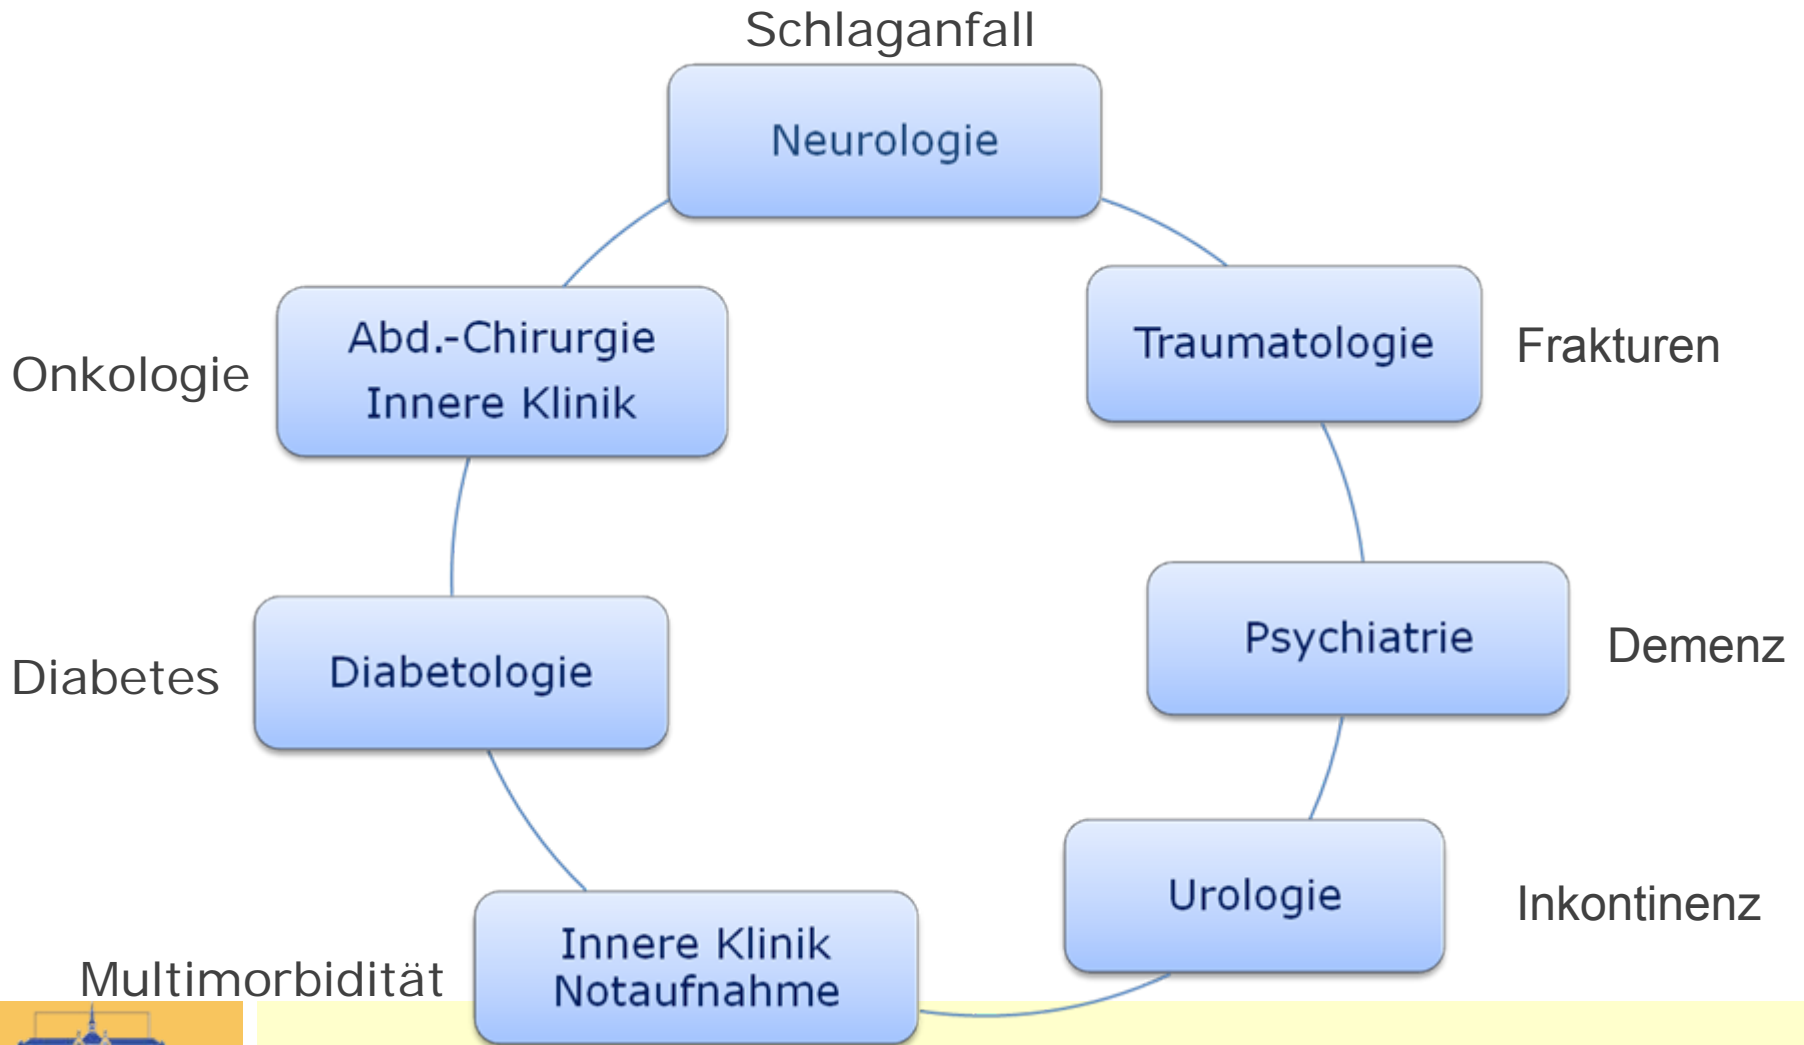 Schlaganfall
Neurologie
Abd.-Chirurgie
Innere Klinik
Onkologie
Traumatologie
Frakturen
Diabetes
Diabetologie
Psychiatrie
Demenz
Urologie
Inkontinenz
Multimorbidität
Innere Klinik
Notaufnahme